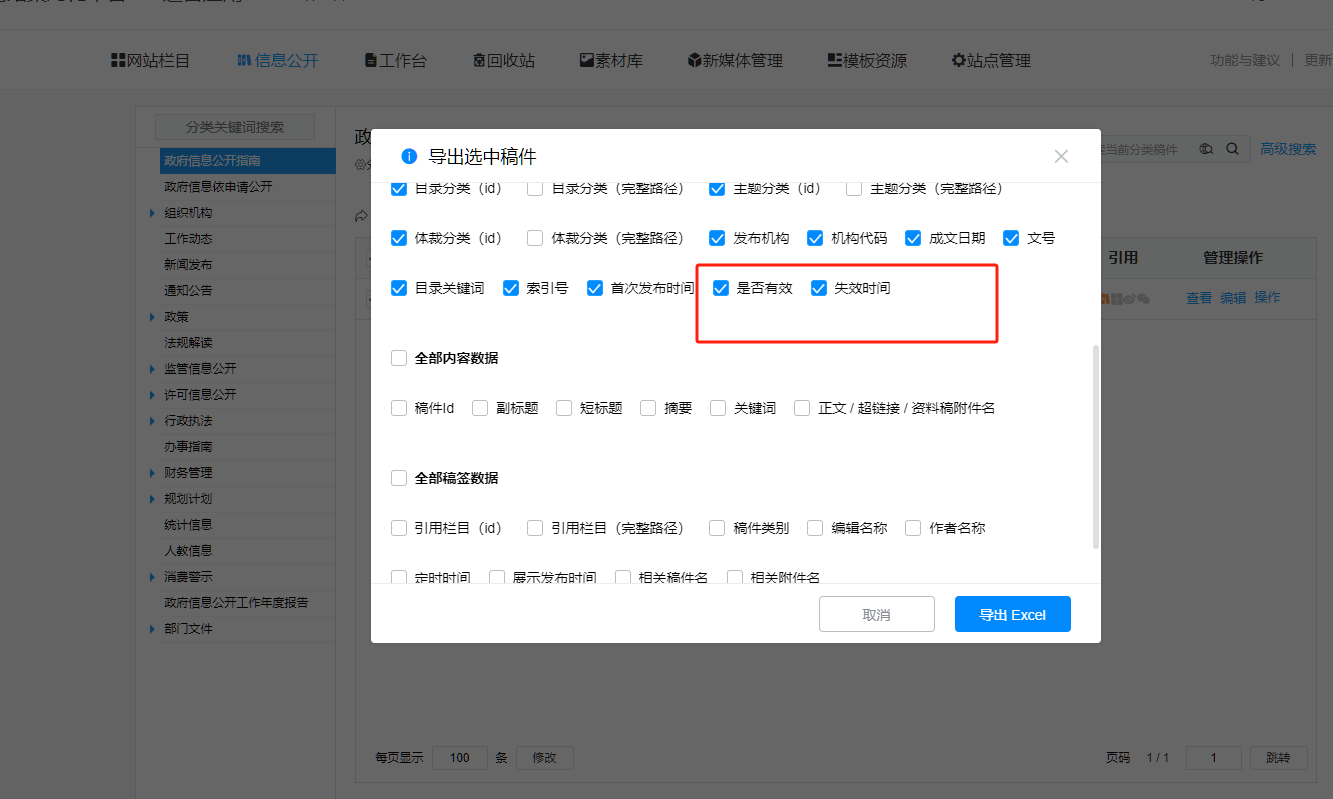 网站栏目 信息公开 工作台 回收站 素材库 新媒体管理 模板资源 站点管理 功能与建议 更新
分类关键词搜索
政府信息公开指南
政府信息依申请公开
组织机构
工作动态
新闻发布
通知公告
政策
法规解读
监管信息公开
许可信息公开
行政执法
办事指南
财务管理
规划计划
统计信息
人教信息
消费警示
政府信息公开工作年度报告
部门文件
政
当前分类稿件 高级搜索
引用 管理操作
查看 编辑 操作
导出选中稿件
目录分类（id） 目录分类（完整路径） 主题分类（id） 主题分类（完整路径）
体裁分类（id） 体裁分类（完整路径） 发布机构 机构代码 成文日期 文号
目录关键词 索引号 首次发布时间 是否有效 失效时间
全部内容数据
稿件Id 副标题 短标题 摘要 关键词 正文 / 超链接 / 资料稿附件名
全部稿签数据
引用栏目（id） 引用栏目（完整路径） 稿件类别 编辑名称 作者名称
定时时间 展示发布时间 相关稿件名 相关附件名
取消 导出 Excel
每页显示 100 条 修改 页码 1 / 1 1 跳转